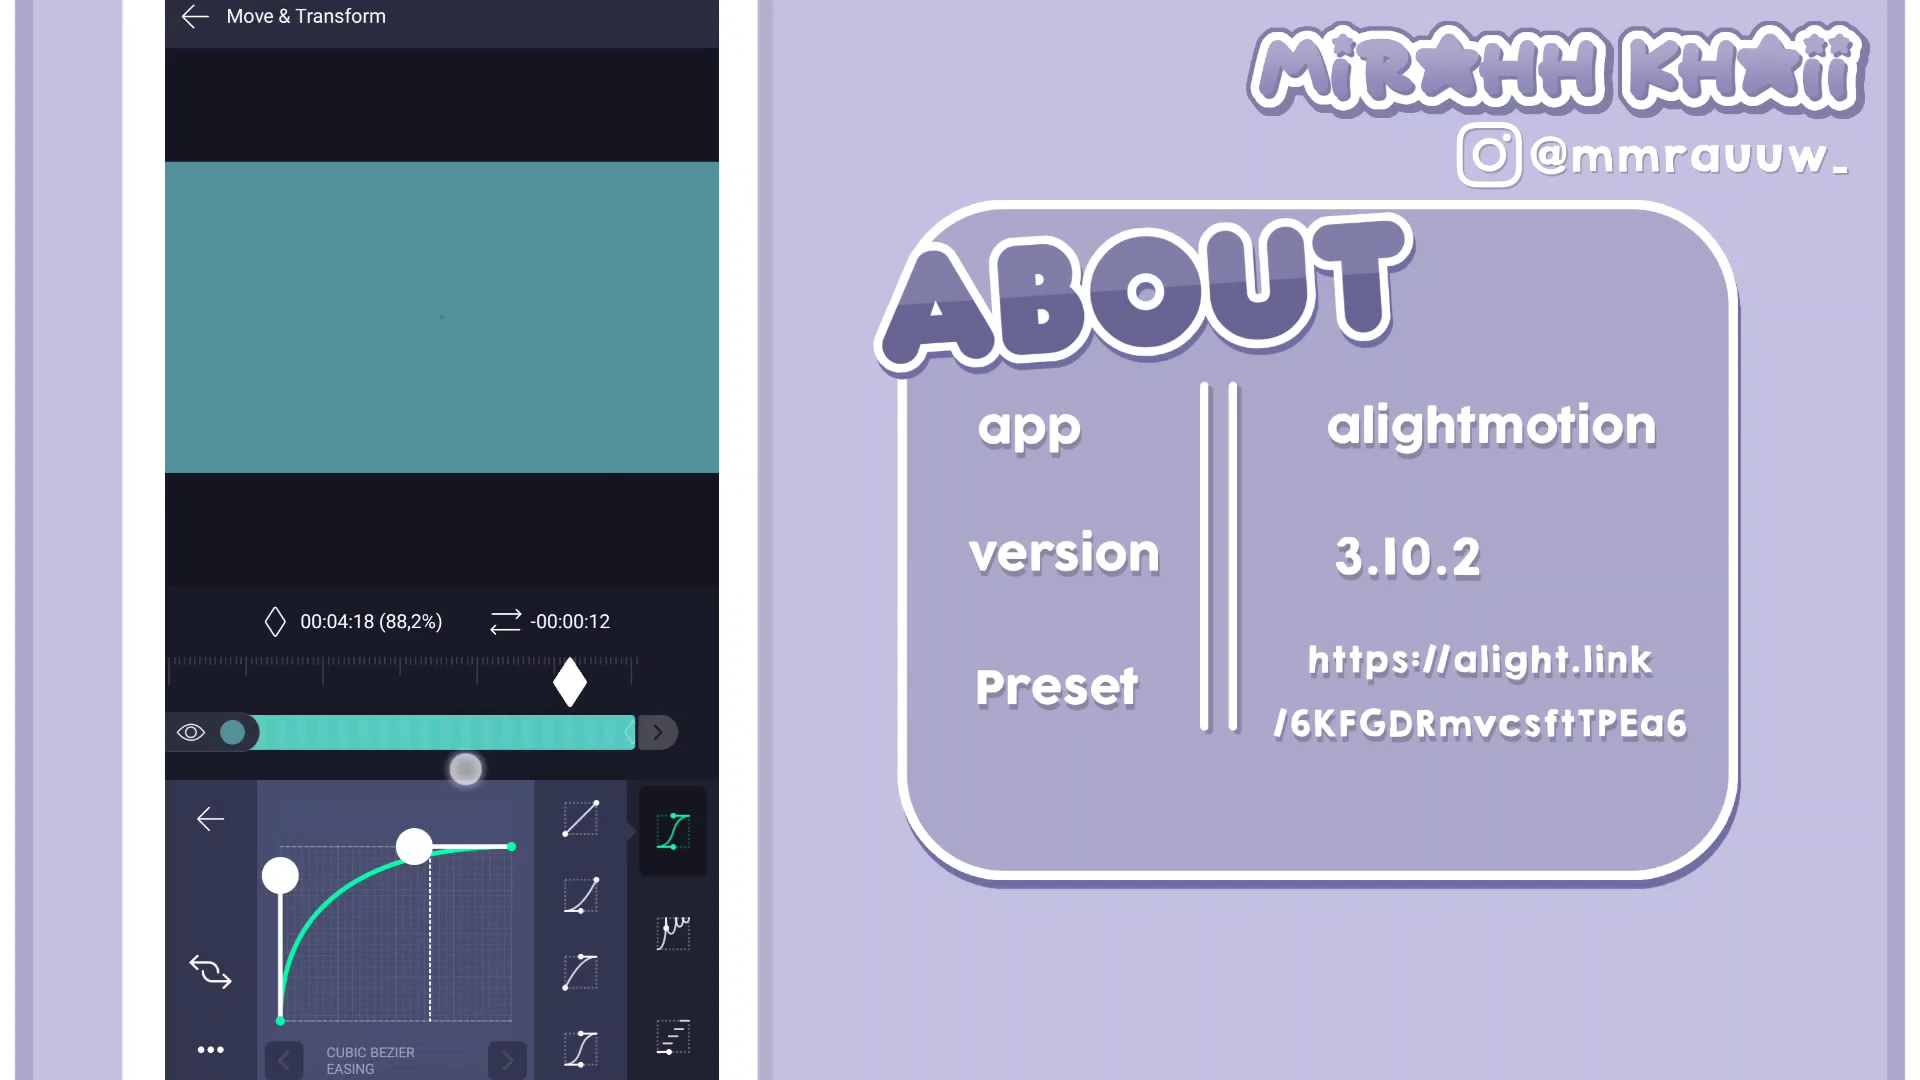 Move & Transform
00:04:18 (88,2%)
-00:00:12
CUBIC BEZIER
EASING
MiRAHH KHAii
@mmrauuw_
ABOUT
app
alightmotion
version
3.10.2
Preset
https://alight.link
/6KFGDRmvcsftTPEa6